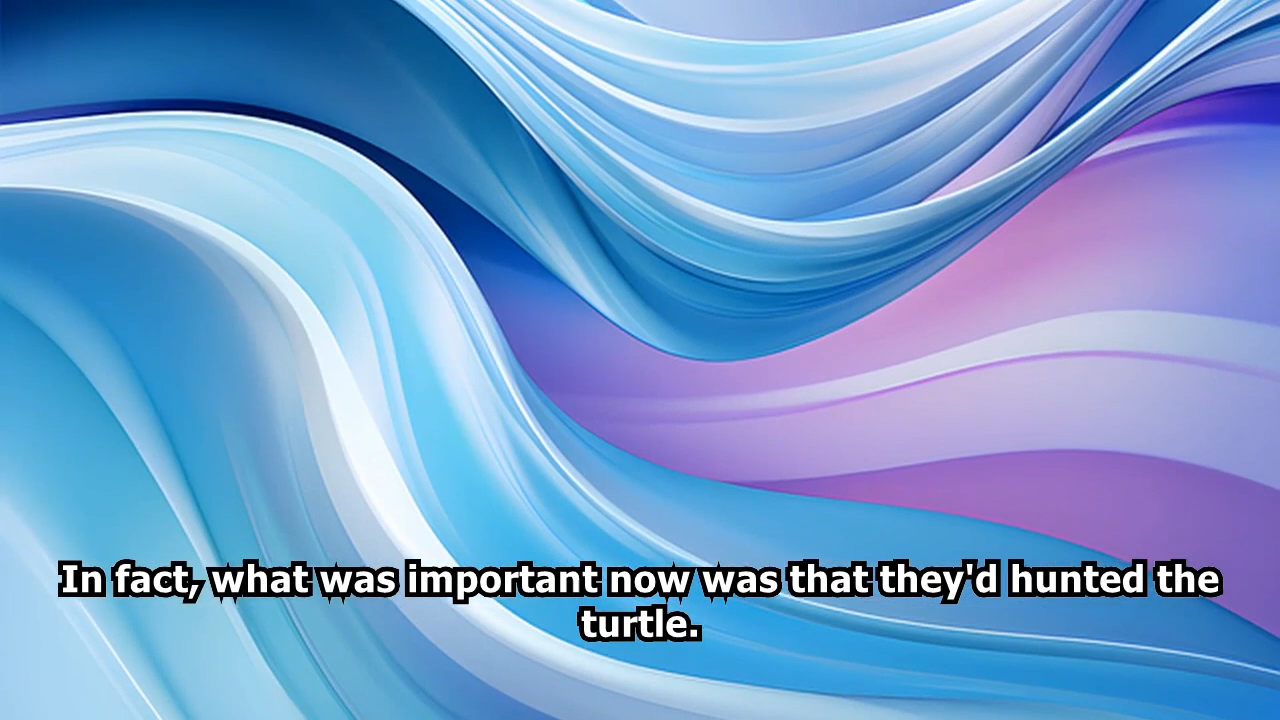 In fact, what was important now was that they'd hunted the
turtle.